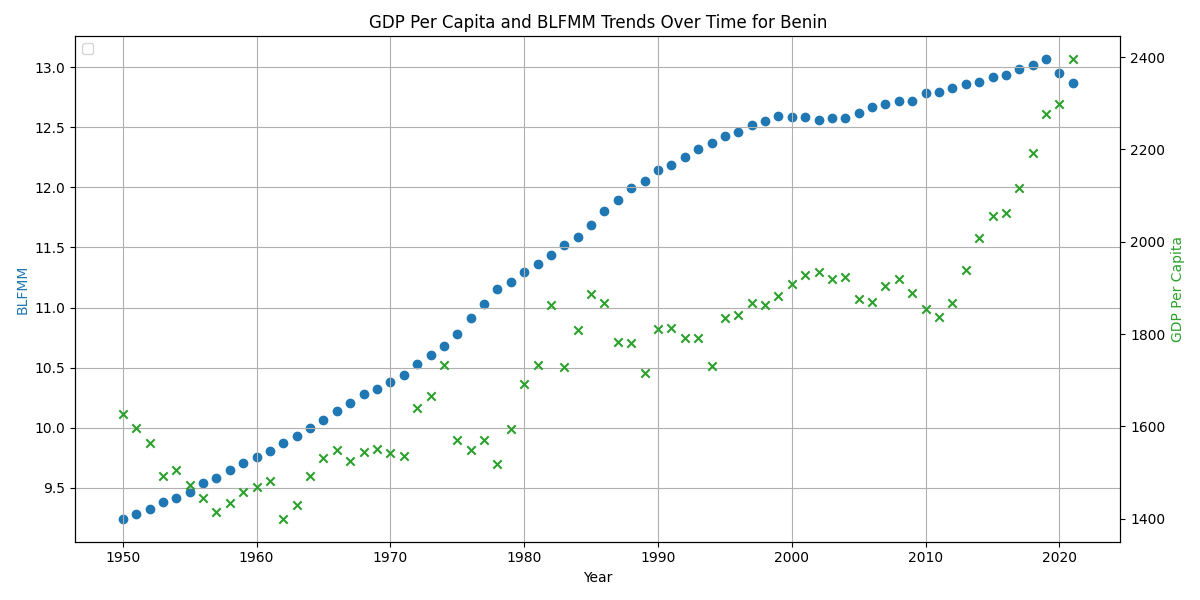 GDP Per Capita and BLFMM Trends Over Time for Benin
BLFMM
13.0
12.5
12.0
11.5
11.0
10.5
10.0
9.5
2400
2200
2000
1800
1600
1400
GDP Per Capita
1950 1960 1970 1980 1990 2000 2010 2020
Year